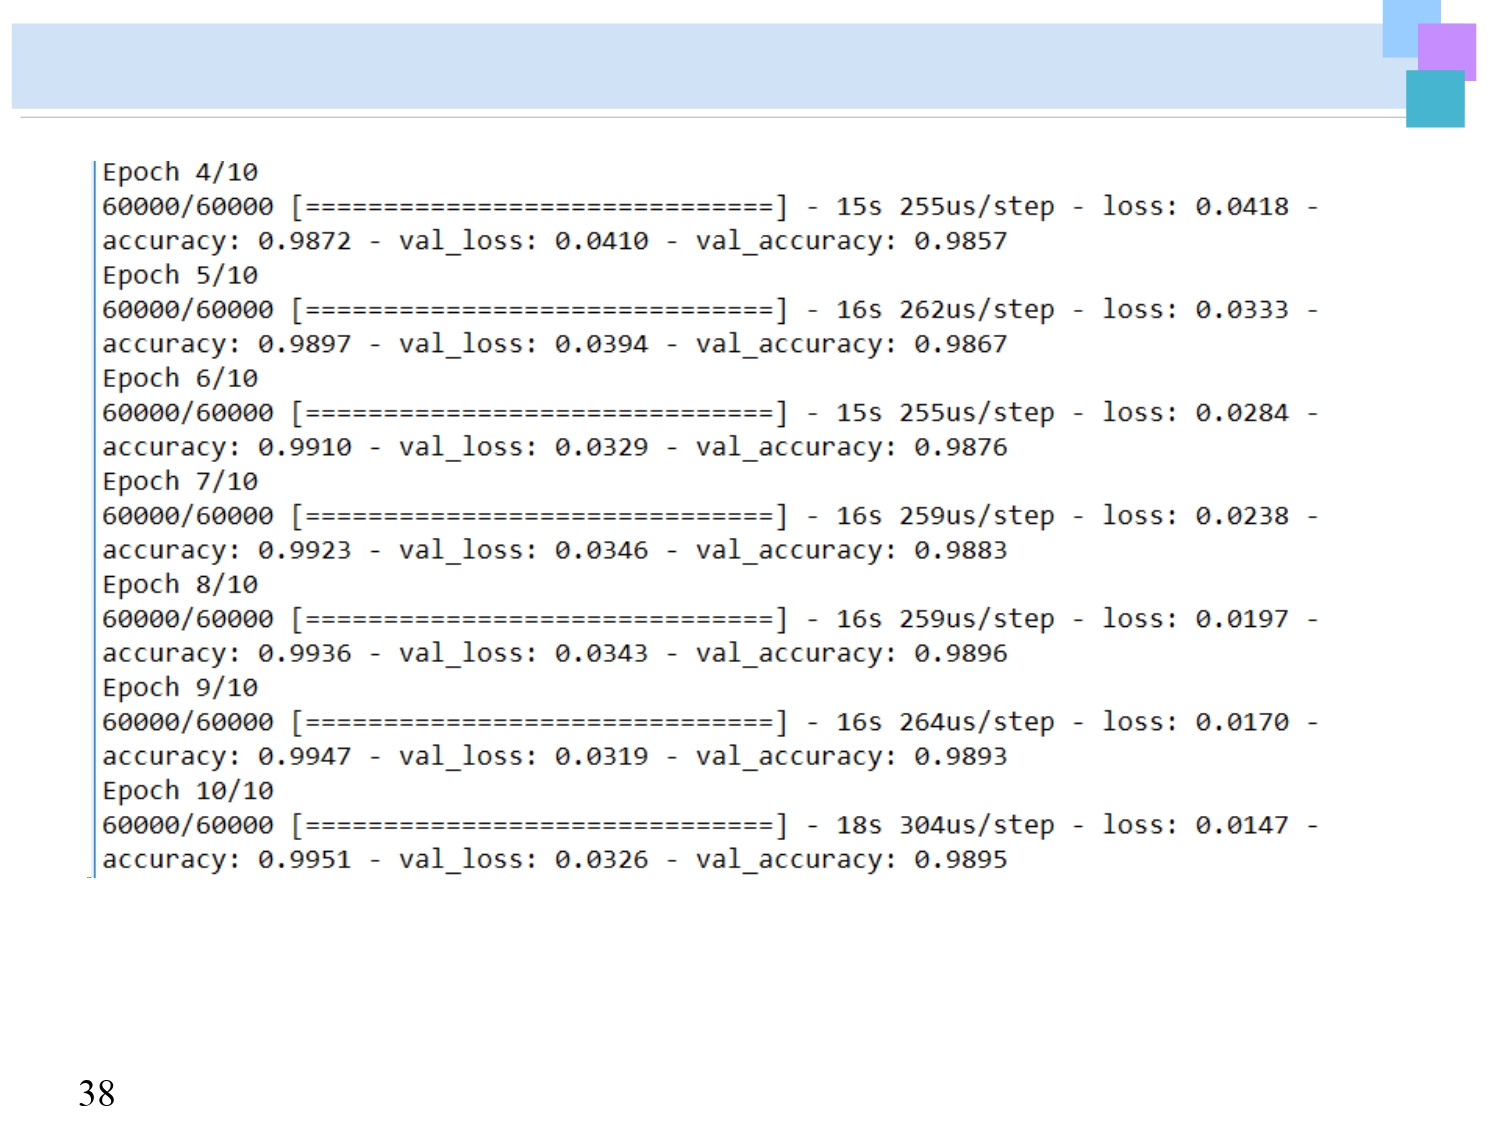 Epoch 4/10
60000/60000 [==============================] - 15s 255us/step - loss: 0.0418 -
accuracy: 0.9872 - val_loss: 0.0410 - val_accuracy: 0.9857
Epoch 5/10
60000/60000 [==============================] - 16s 262us/step - loss: 0.0333 -
accuracy: 0.9897 - val_loss: 0.0394 - val_accuracy: 0.9867
Epoch 6/10
60000/60000 [==============================] - 15s 255us/step - loss: 0.0284 -
accuracy: 0.9910 - val_loss: 0.0329 - val_accuracy: 0.9876
Epoch 7/10
60000/60000 [==============================] - 16s 259us/step - loss: 0.0238 -
accuracy: 0.9923 - val_loss: 0.0346 - val_accuracy: 0.9883
Epoch 8/10
60000/60000 [==============================] - 16s 259us/step - loss: 0.0197 -
accuracy: 0.9936 - val_loss: 0.0343 - val_accuracy: 0.9896
Epoch 9/10
60000/60000 [==============================] - 16s 264us/step - loss: 0.0170 -
accuracy: 0.9947 - val_loss: 0.0319 - val_accuracy: 0.9893
Epoch 10/10
60000/60000 [==============================] - 18s 304us/step - loss: 0.0147 -
accuracy: 0.9951 - val_loss: 0.0326 - val_accuracy: 0.9895
38